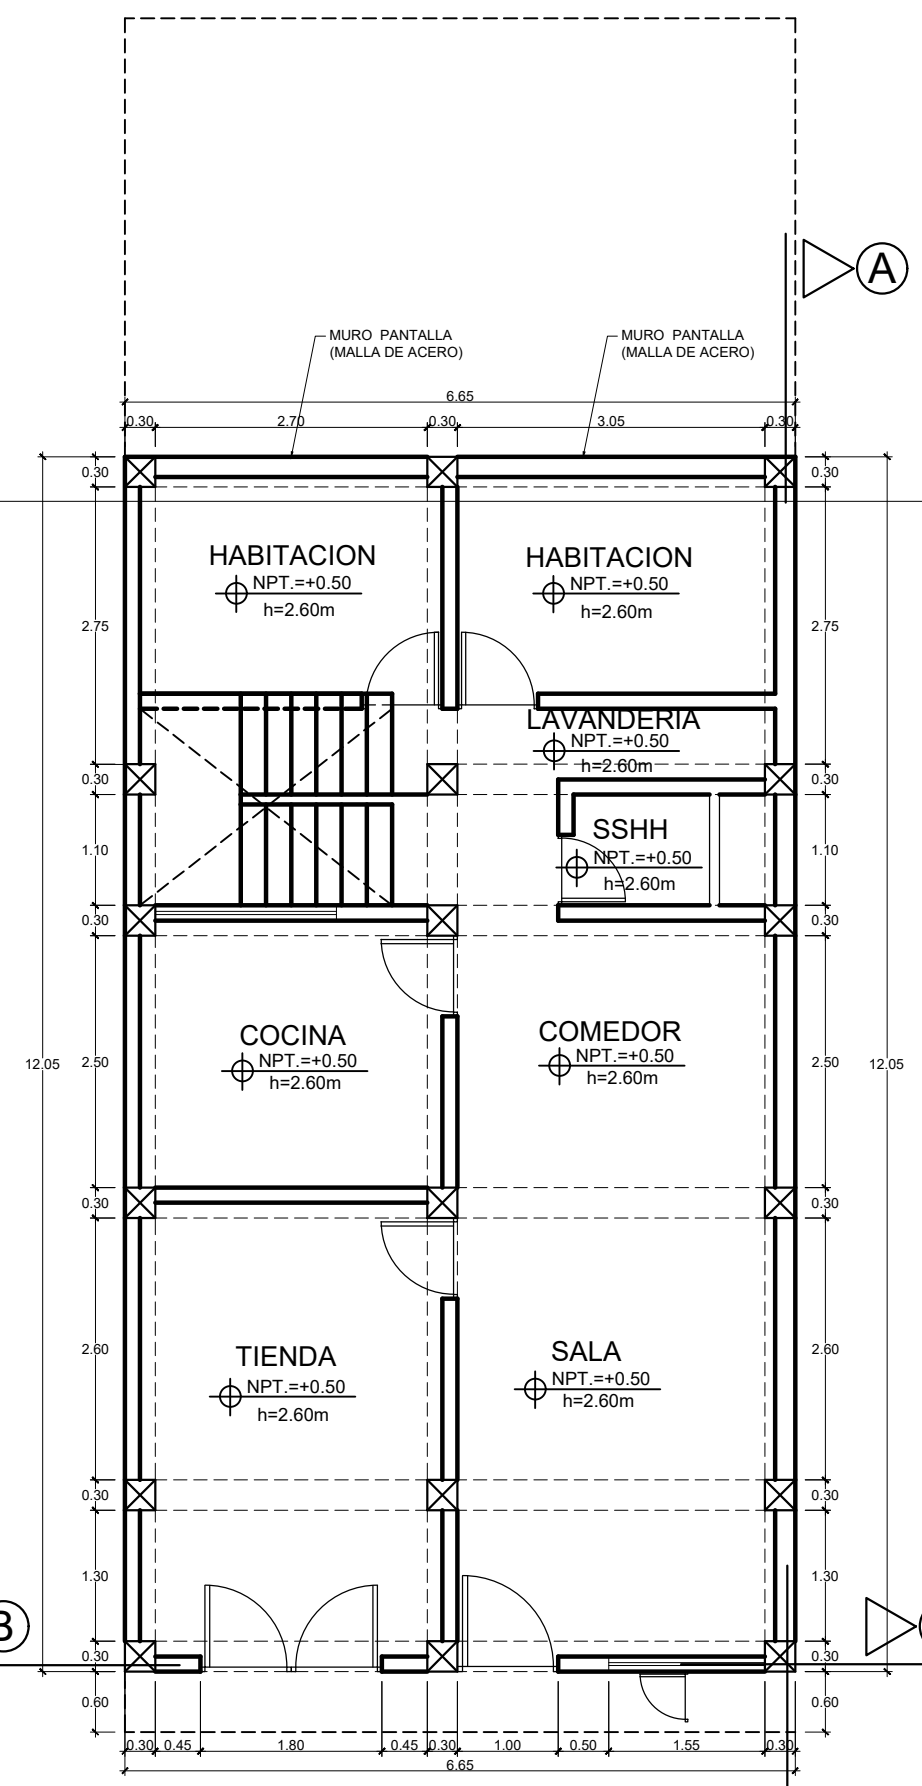 A
MURO PANTALLA
(MALLA DE ACERO)
MURO PANTALLA
(MALLA DE ACERO)
6.65
0.30 2.70 0.30 3.05 0.30
0.30 0.30
HABITACION
NPT.=+0.50
h=2.60m
HABITACION
NPT.=+0.50
h=2.60m
2.75 2.75
LAVANDERIA
NPT.=+0.50
h=2.60m
0.30 0.30
SSHH
NPT.=+0.50
h=2.60m
1.10 1.10
0.30 0.30
COCINA
NPT.=+0.50
h=2.60m
COMEDOR
NPT.=+0.50
h=2.60m
12.05 2.50 2.50 12.05
0.30 0.30
TIENDA
NPT.=+0.50
h=2.60m
SALA
NPT.=+0.50
h=2.60m
2.60 2.60
0.30 0.30
1.30 1.30
B
0.30 0.30
0.60 0.60
0.30 0.45 1.80 0.45 0.30 1.00 0.50 1.55 0.30
6.65